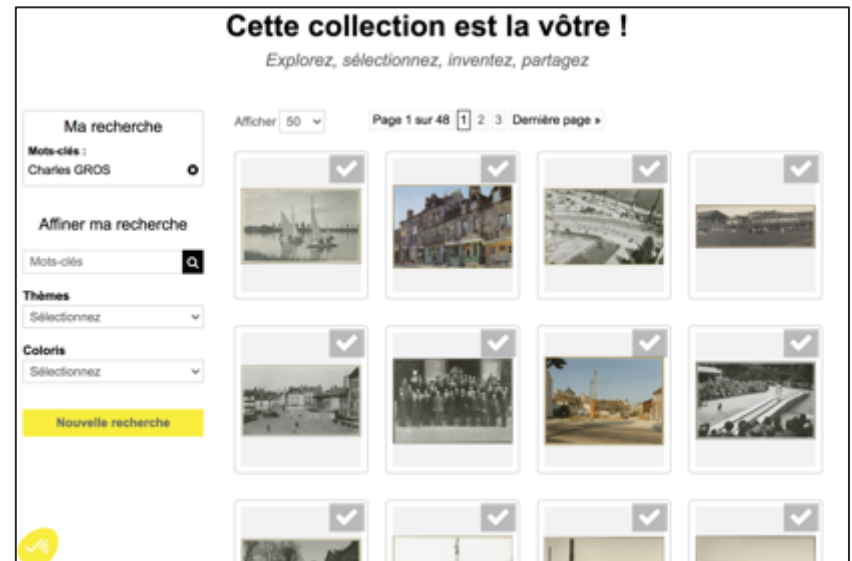 Cette collection est la vôtre !
Explorez, sélectionnez, inventez, partagez
Ma recherche
Mots-clés :
Charles GROS
Affiner ma recherche
Mots-clés
Thèmes
Sélectionnez
Coloris
Sélectionnez
Nouvelle recherche
Afficher 50
Page 1 sur 48 1 2 3 Dernière page »